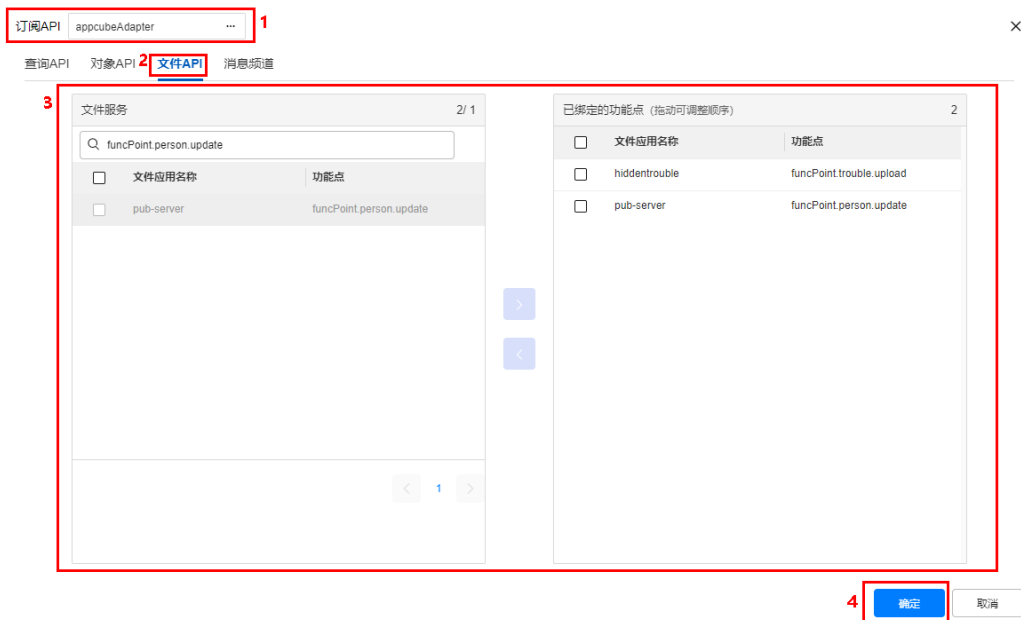 订阅API appcubeAdapter ... 1
查询API 对象API 2 文件API 消息频道
3
文件服务 2/ 1
funcPoint.person.update
文件应用名称 功能点
pub-server funcPoint.person.update
1
已绑定的功能点 (拖动可调整顺序) 2
文件应用名称 功能点
hiddentrouble funcPoint.trouble.upload
pub-server funcPoint.person.update
4 确定 取消